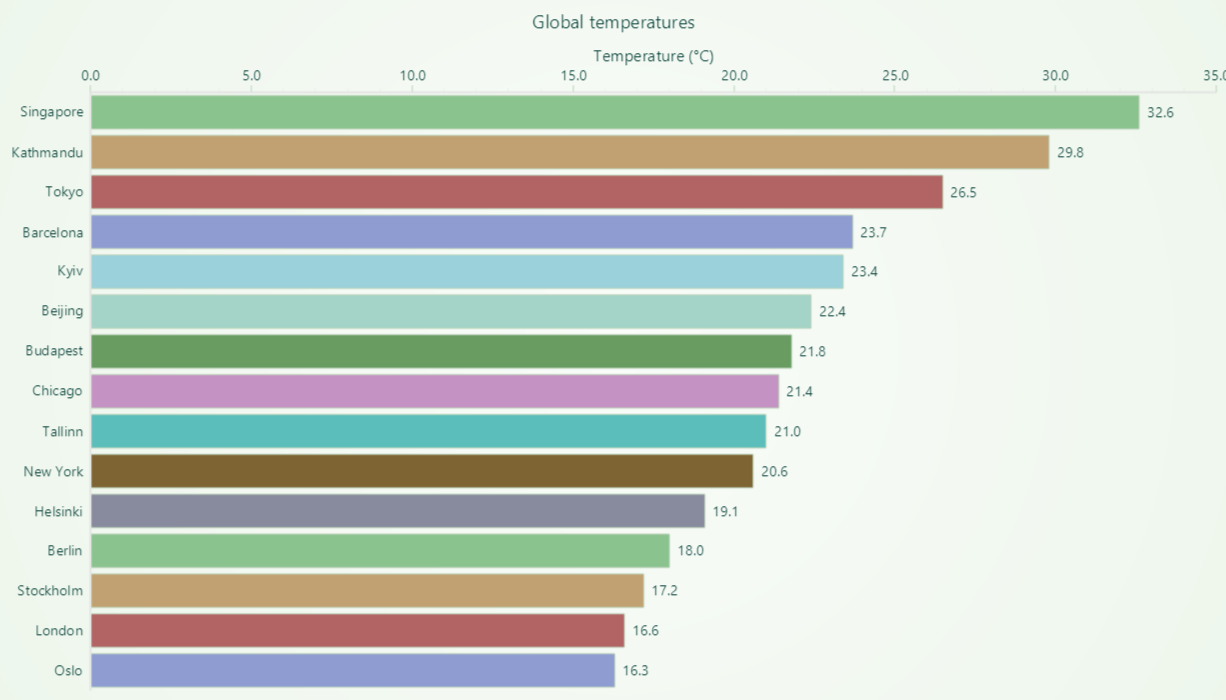 Global temperatures
Temperature (°C)
0.0 5.0 10.0 15.0 20.0 25.0 30.0 35.0
Singapore 32.6
Kathmandu 29.8
Tokyo 26.5
Barcelona 23.7
Kyiv 23.4
Beijing 22.4
Budapest 21.8
Chicago 21.4
Tallinn 21.0
New York 20.6
Helsinki 19.1
Berlin 18.0
Stockholm 17.2
London 16.6
Oslo 16.3